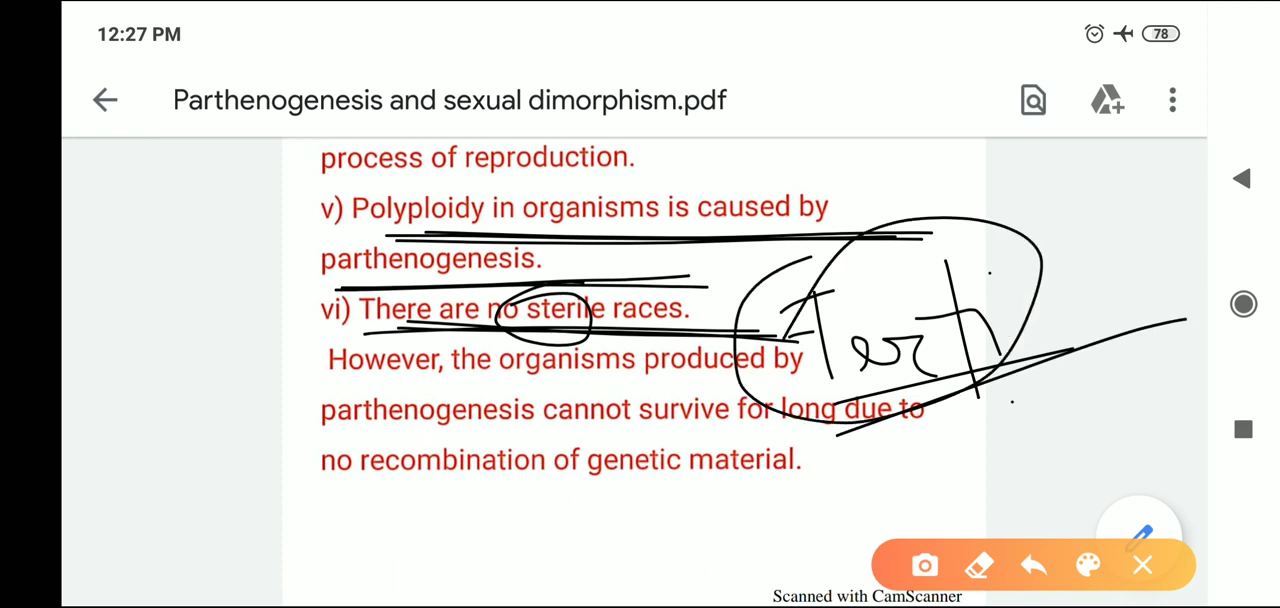 12:27 PM
78
Parthenogenesis and sexual dimorphism.pdf
process of reproduction.
v) Polyploidy in organisms is caused by
parthenogenesis.
vi) There are no sterile races.
However, the organisms produced by
parthenogenesis cannot survive for long due to
no recombination of genetic material.
Scanned with CamScanner